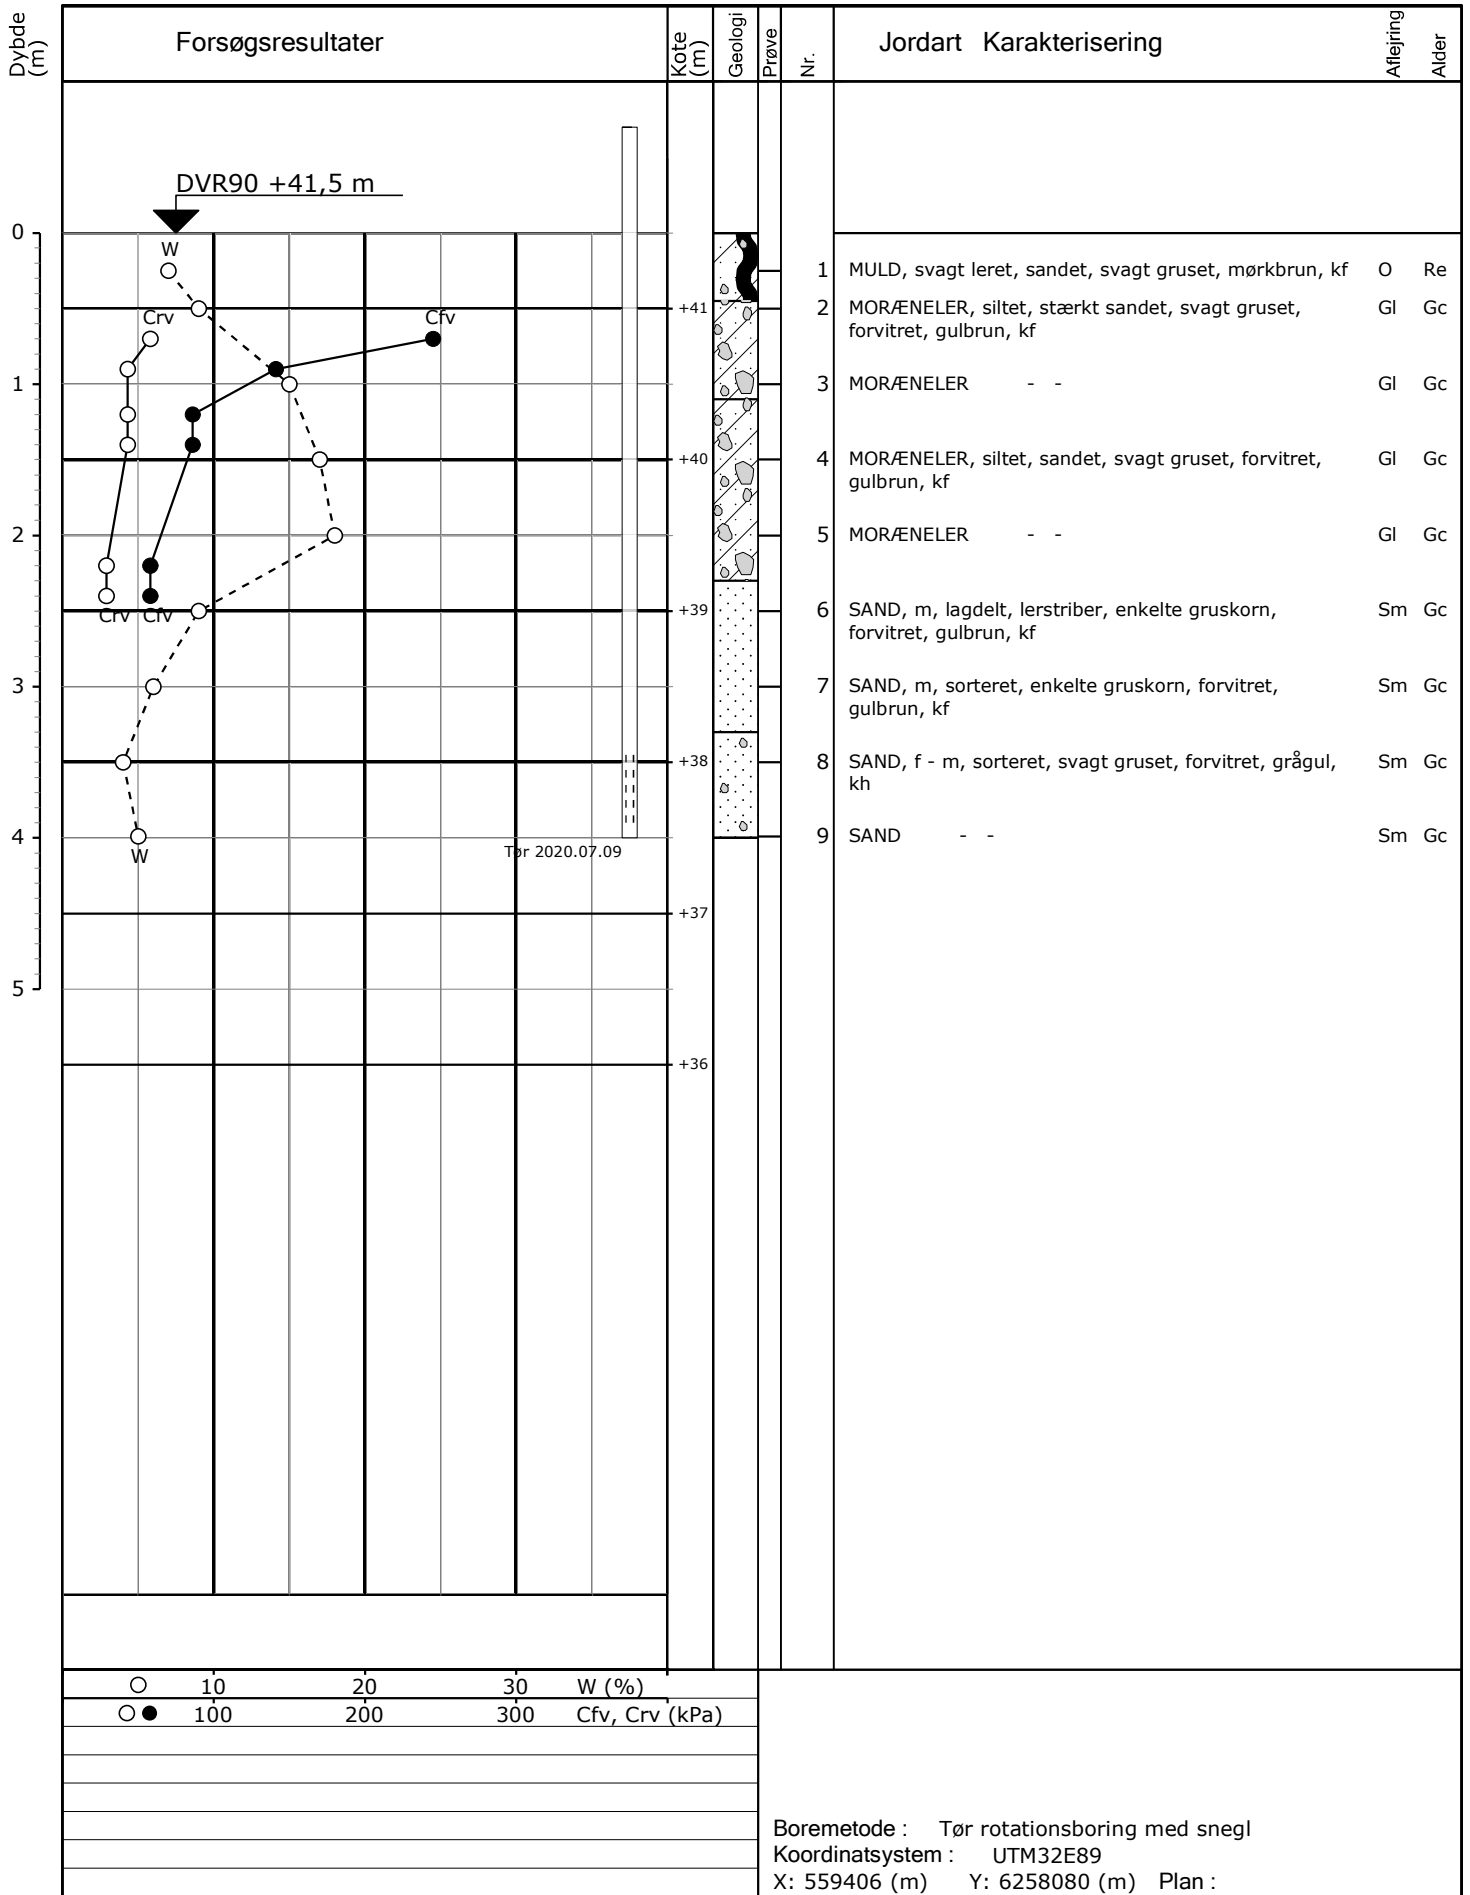 Dybde (m)
Forsøgsresultater
Kote (m)
Geologi
Prøve
Nr.
Jordart Karakterisering
Aflejring
Alder
DVR90 +41,5 m
0
W
1 MULD, svagt leret, sandet, svagt gruset, mørkbrun, kf O Re
+41
2 MORÆNELER, siltet, stærkt sandet, svagt gruset, Gl Gc
forvitret, gulbrun, kf
Crv
Cfv
1
3 MORÆNELER - - Gl Gc
+40
4 MORÆNELER, siltet, sandet, svagt gruset, forvitret, Gl Gc
gulbrun, kf
2
5 MORÆNELER - - Gl Gc
Crv Cfv
+39
6 SAND, m, lagdelt, lerstriber, enkelte gruskorn, Sm Gc
forvitret, gulbrun, kf
3
7 SAND, m, sorteret, enkelte gruskorn, forvitret, Sm Gc
gulbrun, kf
+38
8 SAND, f - m, sorteret, svagt gruset, forvitret, grågul, Sm Gc
kh
4
9 SAND - - Sm Gc
W
Tør 2020.07.09
+37
5
+36
10 20 30 W (%)
100 200 300 Cfv, Crv (kPa)
Boremetode : Tør rotationsboring med snegl
Koordinatsystem : UTM32E89
X: 559406 (m) Y: 6258080 (m) Plan :